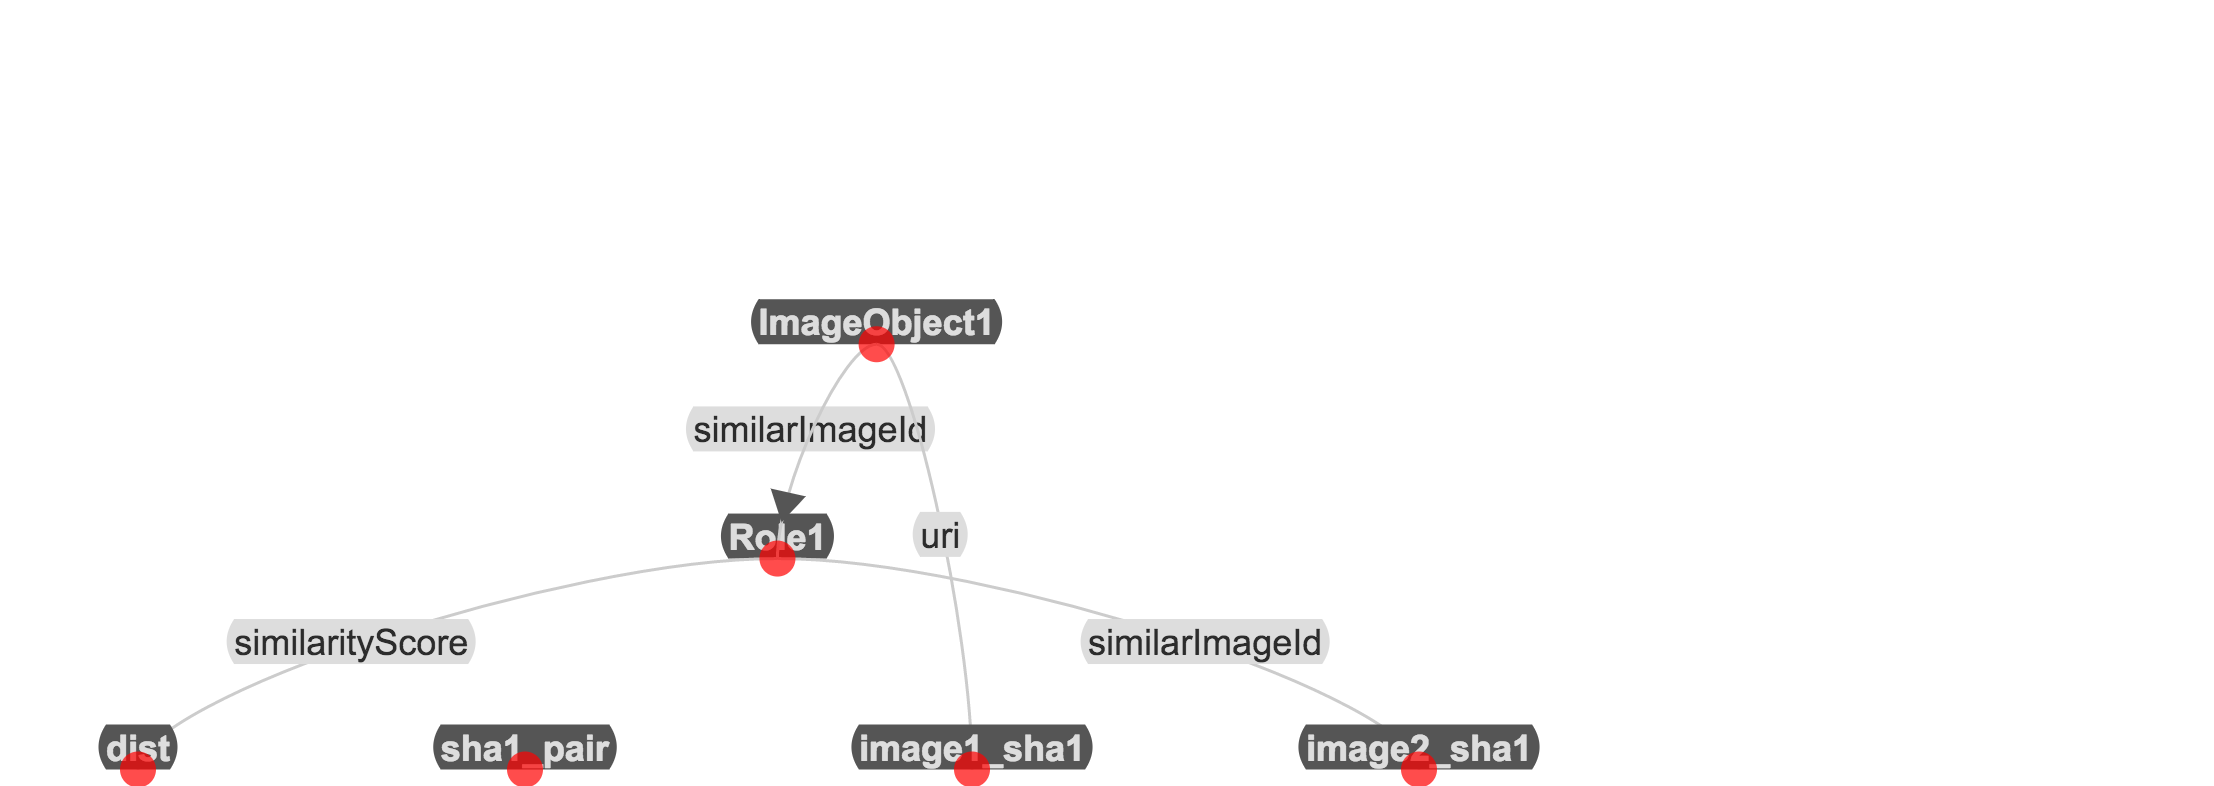 ImageObject1
similarImageId
Role1
uri
similarityScore
similarImageId
dist
sha1_pair
image1_sha1
image2_sha1